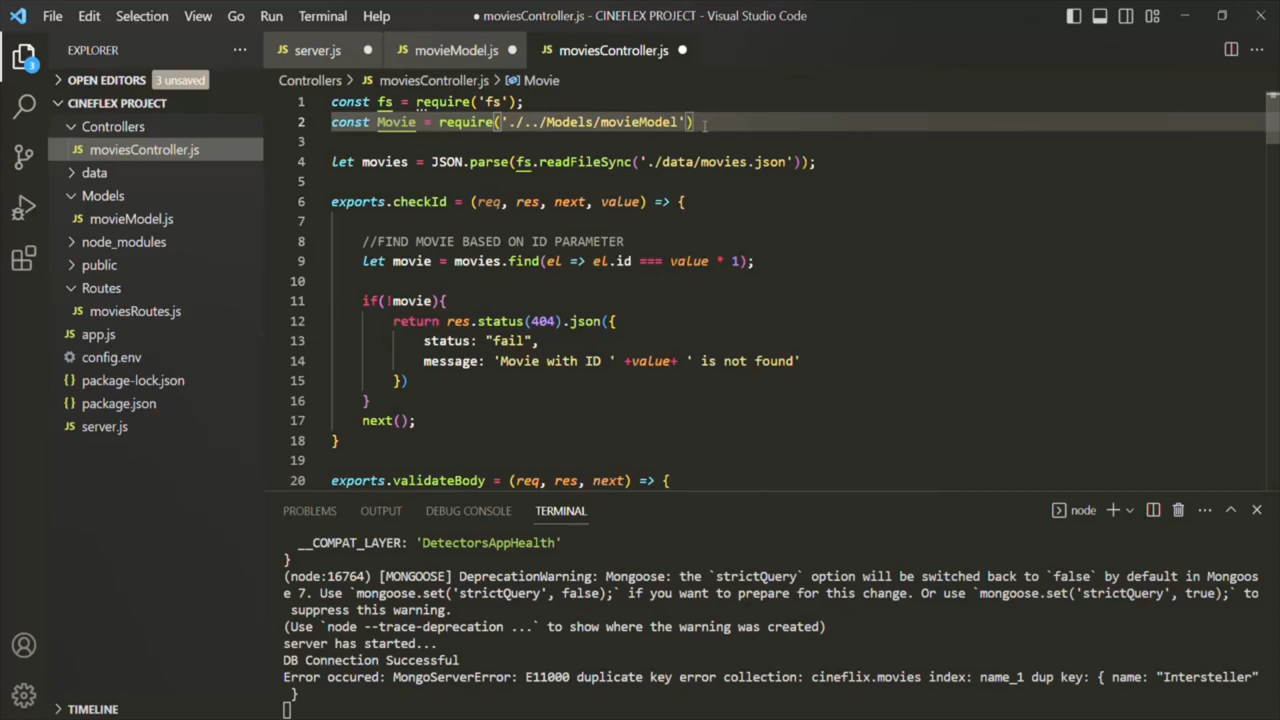 File Edit Selection View Go Run Terminal Help
● moviesController.js - CINEFLEX PROJECT - Visual Studio Code
EXPLORER ...
3
OPEN EDITORS 3 unsaved
CINEFLEX PROJECT
Controllers
JS moviesController.js
data
Models
JS movieModel.js
node_modules
public
Routes
JS moviesRoutes.js
JS app.js
config.env
{} package-lock.json
{} package.json
JS server.js
TIMELINE
JS server.js ● JS movieModel.js ● JS moviesController.js ●
Controllers > JS moviesController.js > Movie
1 const fs = require('fs');
2 const Movie = require('./../Models/movieModel')
3
4 let movies = JSON.parse(fs.readFileSync('./data/movies.json'));
5
6 exports.checkId = (req, res, next, value) => {
7
8 //FIND MOVIE BASED ON ID PARAMETER
9 let movie = movies.find(el => el.id === value * 1);
10
11 if(!movie){
12 return res.status(404).json({
13 status: "fail",
14 message: 'Movie with ID ' +value+ ' is not found'
15 })
16 }
17 next();
18 }
19
20 exports.validateBody = (req, res, next) => {
PROBLEMS OUTPUT DEBUG CONSOLE TERMINAL
node
__COMPAT_LAYER: 'DetectorsAppHealth'
}
(node:16764) [MONGOOSE] DeprecationWarning: Mongoose: the `strictQuery` option will be switched back to `false` by default in Mongoos
e 7. Use `mongoose.set('strictQuery', false);` if you want to prepare for this change. Or use `mongoose.set('strictQuery', true);` to
suppress this warning.
(Use `node --trace-deprecation ...` to show where the warning was created)
server has started...
DB Connection Successful
Error occured: MongoServerError: E11000 duplicate key error collection: cineflix.movies index: name_1 dup key: { name: "Intersteller"
}